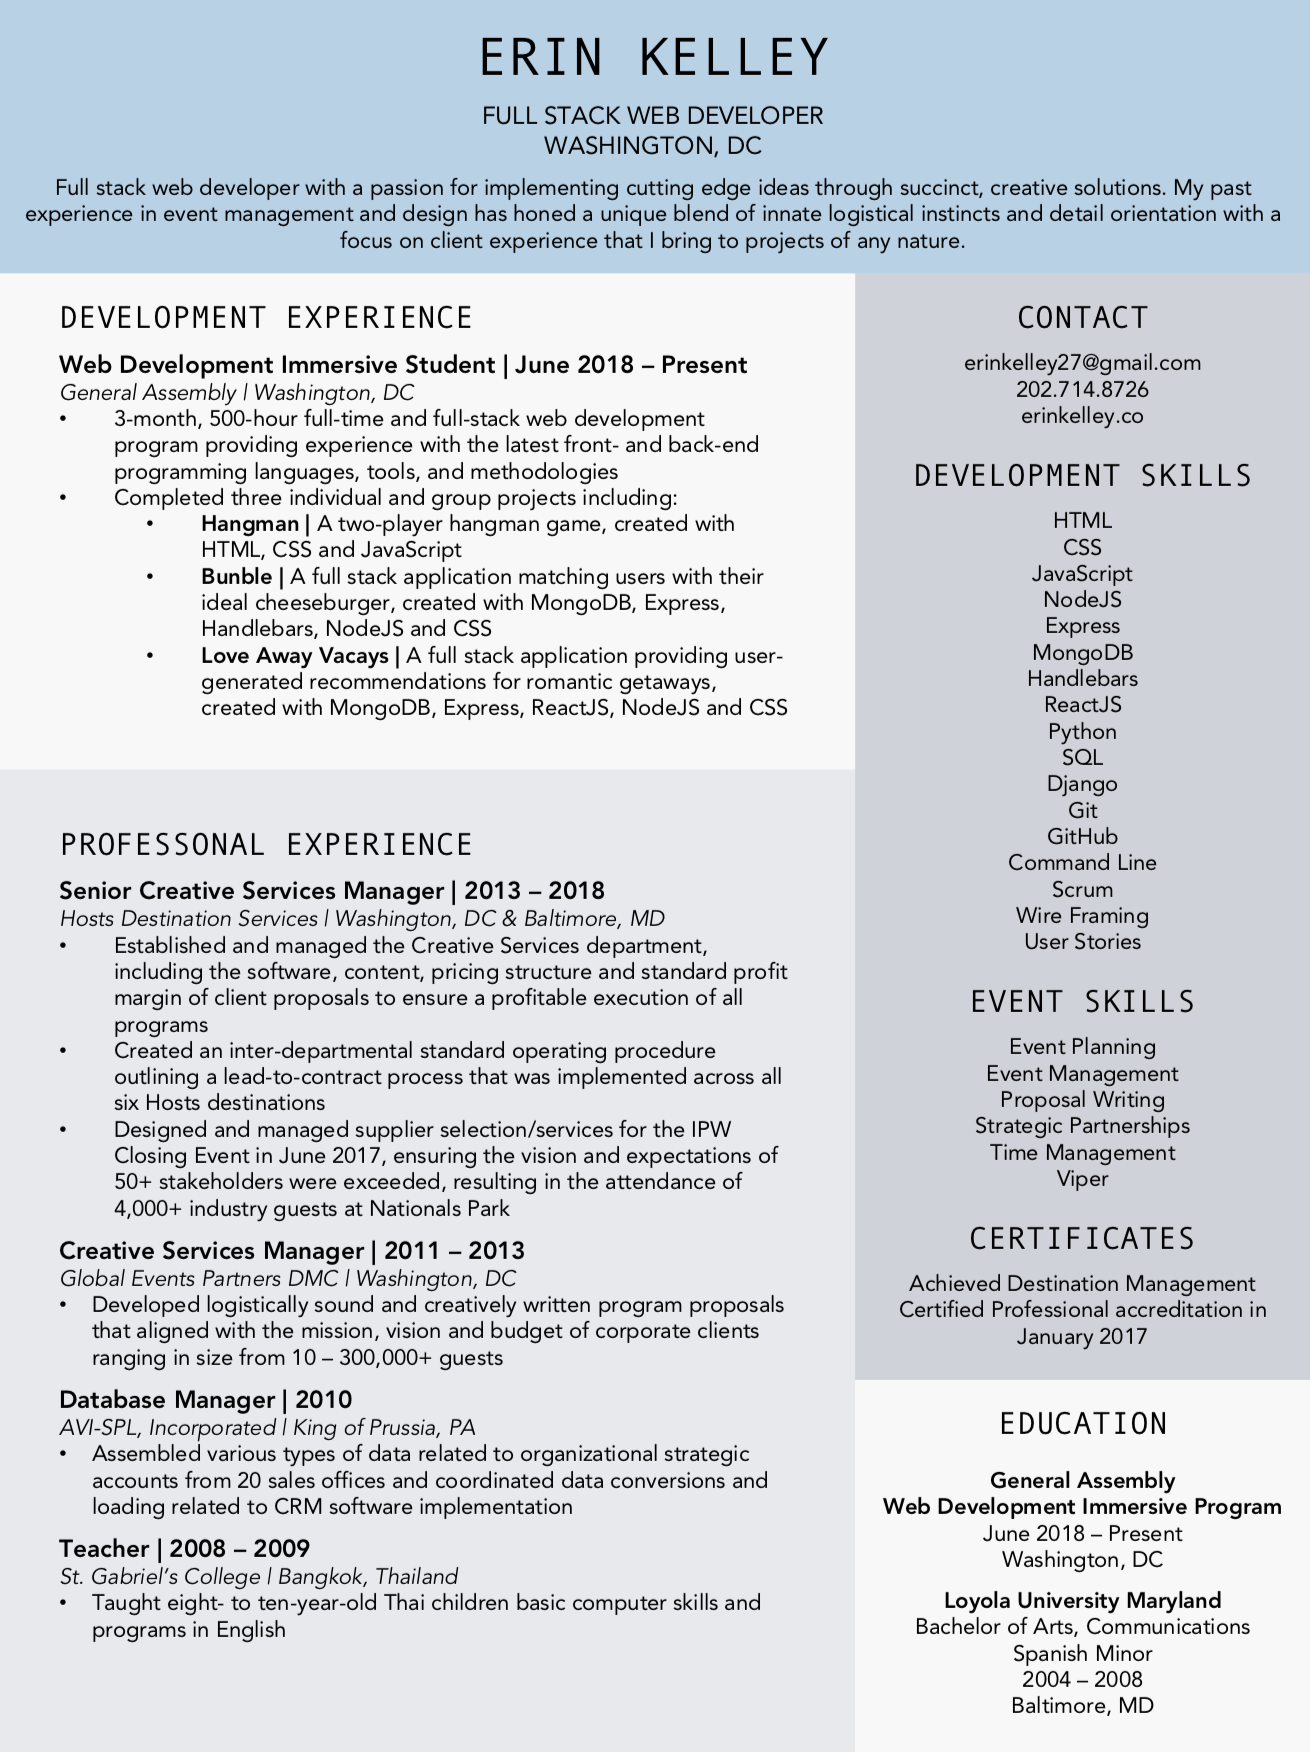 ERIN KELLEY
FULL STACK WEB DEVELOPER
WASHINGTON, DC
Full stack web developer with a passion for implementing cutting edge ideas through succinct, creative solutions. My past
experience in event management and design has honed a unique blend of innate logistical instincts and detail orientation with a
focus on client experience that I bring to projects of any nature.
DEVELOPMENT EXPERIENCE
Web Development Immersive Student | June 2018 – Present
General Assembly | Washington, DC
• 3-month, 500-hour full-time and full-stack web development
program providing experience with the latest front- and back-end
programming languages, tools, and methodologies
• Completed three individual and group projects including:
• Hangman | A two-player hangman game, created with
HTML, CSS and JavaScript
• Bunble | A full stack application matching users with their
ideal cheeseburger, created with MongoDB, Express,
Handlebars, NodeJS and CSS
• Love Away Vacays | A full stack application providing user-
generated recommendations for romantic getaways,
created with MongoDB, Express, ReactJS, NodeJS and CSS
PROFESSONAL EXPERIENCE
Senior Creative Services Manager | 2013 – 2018
Hosts Destination Services | Washington, DC & Baltimore, MD
• Established and managed the Creative Services department,
including the software, content, pricing structure and standard profit
margin of client proposals to ensure a profitable execution of all
programs
• Created an inter-departmental standard operating procedure
outlining a lead-to-contract process that was implemented across all
six Hosts destinations
• Designed and managed supplier selection/services for the IPW
Closing Event in June 2017, ensuring the vision and expectations of
50+ stakeholders were exceeded, resulting in the attendance of
4,000+ industry guests at Nationals Park
Creative Services Manager | 2011 – 2013
Global Events Partners DMC | Washington, DC
• Developed logistically sound and creatively written program proposals
that aligned with the mission, vision and budget of corporate clients
ranging in size from 10 – 300,000+ guests
Database Manager | 2010
AVI-SPL, Incorporated | King of Prussia, PA
• Assembled various types of data related to organizational strategic
accounts from 20 sales offices and coordinated data conversions and
loading related to CRM software implementation
Teacher | 2008 – 2009
St. Gabriel’s College | Bangkok, Thailand
• Taught eight- to ten-year-old Thai children basic computer skills and
programs in English
CONTACT
erinkelley27@gmail.com
202.714.8726
erinkelley.co
DEVELOPMENT SKILLS
HTML
CSS
JavaScript
NodeJS
Express
MongoDB
Handlebars
ReactJS
Python
SQL
Django
Git
GitHub
Command Line
Scrum
Wire Framing
User Stories
EVENT SKILLS
Event Planning
Event Management
Proposal Writing
Strategic Partnerships
Time Management
Viper
CERTIFICATES
Achieved Destination Management
Certified Professional accreditation in
January 2017
EDUCATION
General Assembly
Web Development Immersive Program
June 2018 – Present
Washington, DC
Loyola University Maryland
Bachelor of Arts, Communications
Spanish Minor
2004 – 2008
Baltimore, MD